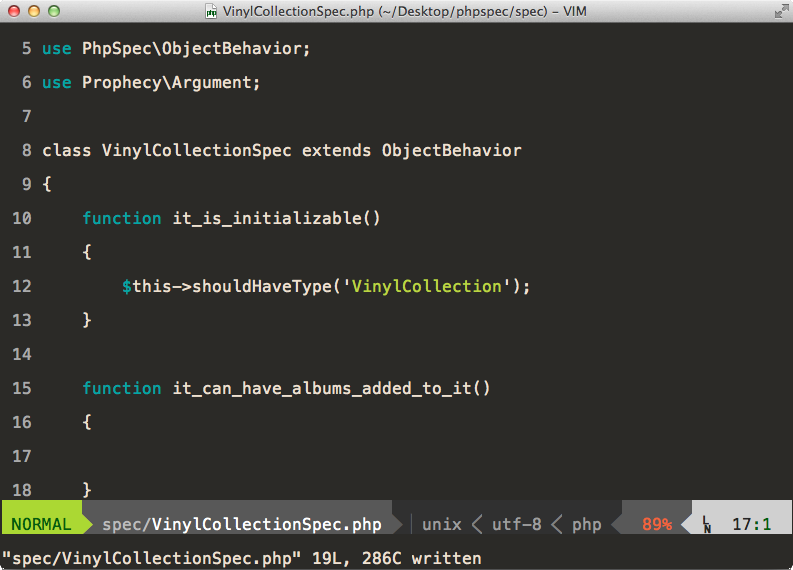 VinylCollectionSpec.php (~/Desktop/phpspec/spec) - VIM
5 use PhpSpec\ObjectBehavior;
6 use Prophecy\Argument;
7
8 class VinylCollectionSpec extends ObjectBehavior
9 {
10     function it_is_initializable()
11     {
12         $this->shouldHaveType('VinylCollection');
13     }
14
15     function it_can_have_albums_added_to_it()
16     {
17
18     }
NORMAL spec/VinylCollectionSpec.php unix < utf-8 < php 89% LN 17:1
"spec/VinylCollectionSpec.php" 19L, 286C written